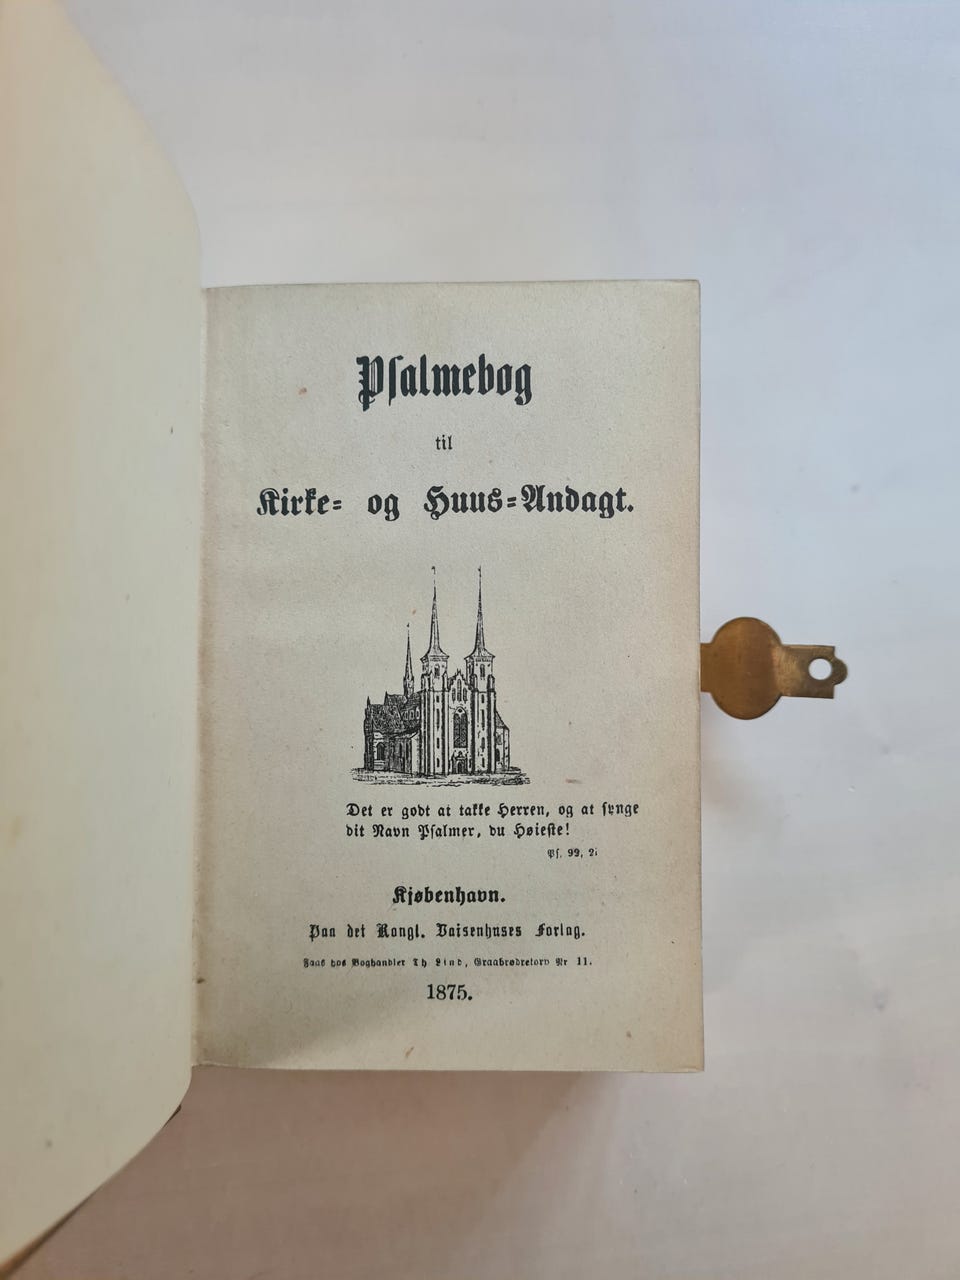 Psalmebog
til
Kirke- og Huus-Andagt.
Det er godt at takke Herren, og at synge
dit Navn Psalmer, du Høieste!
Ps. 92, 2.
Kjøbenhavn.
Paa det Kongl. Vaisenhuses Forlag.
Faas hos Boghandler Th Lind, Graabrødretorv Nr 11.
1875.